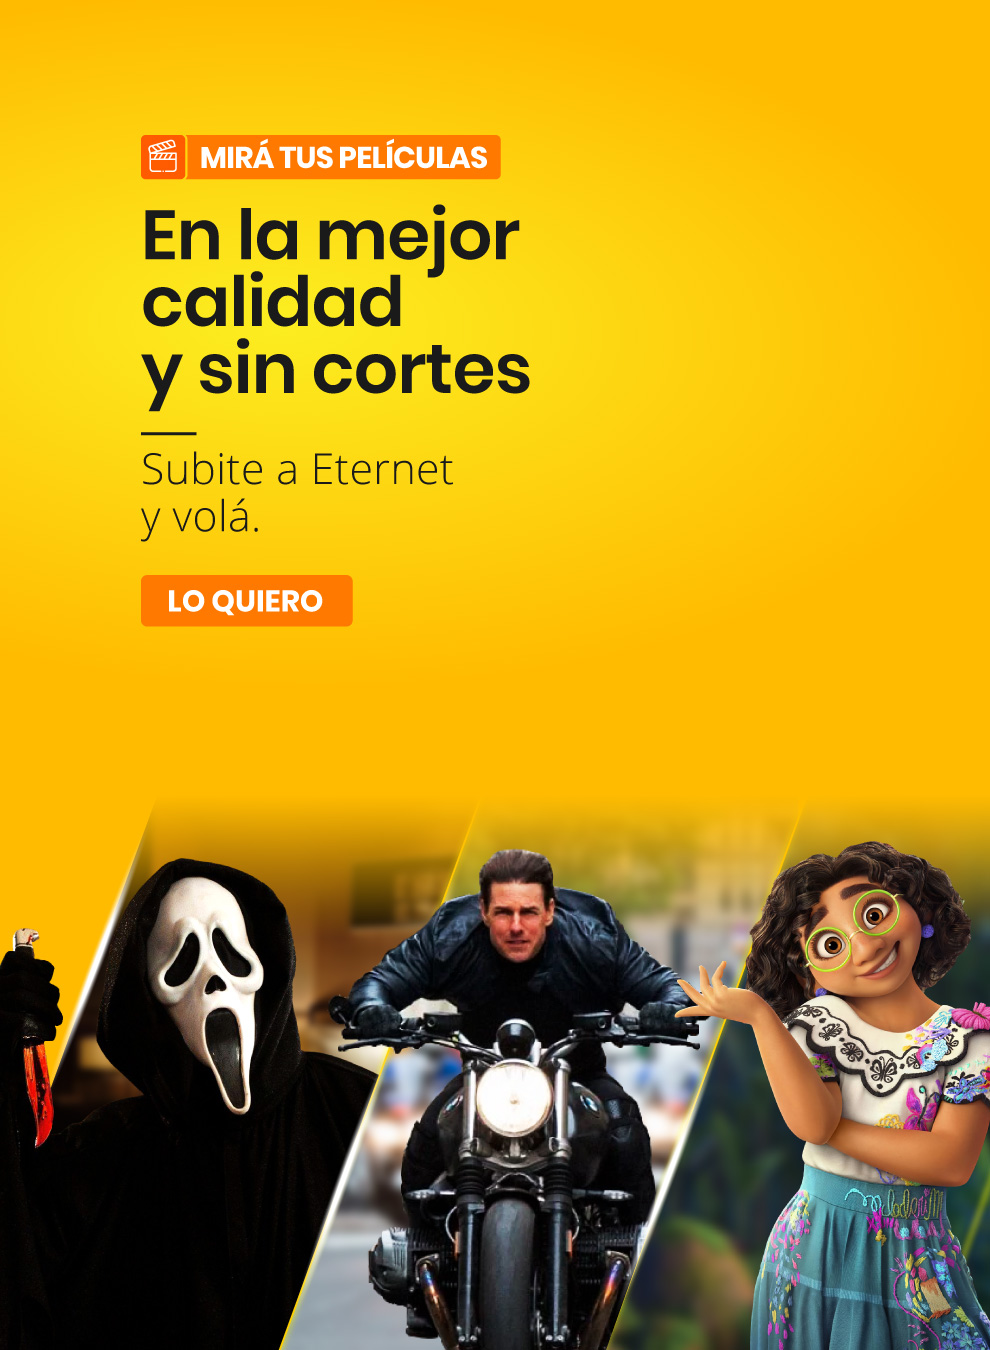 MIRÁ TUS PELÍCULAS
En la mejor
calidad
y sin cortes
Subite a Eternet
y volá.
LO QUIERO